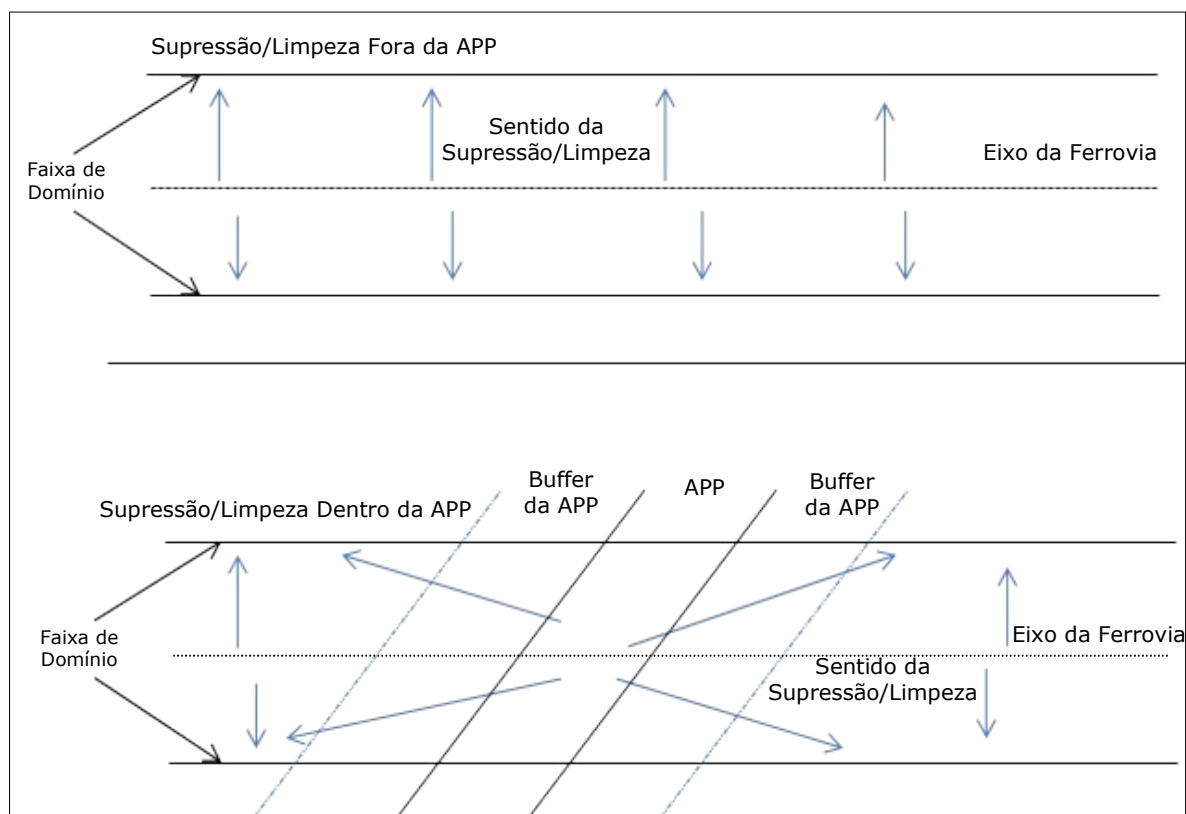 Supressão/Limpeza Fora da APP
Sentido da
Supressão/Limpeza
Eixo da Ferrovia
Faixa de
Domínio
Buffer
da APP
APP
Buffer
da APP
Supressão/Limpeza Dentro da APP
Faixa de
Domínio
Eixo da Ferrovia
Sentido da
Supressão/Limpeza